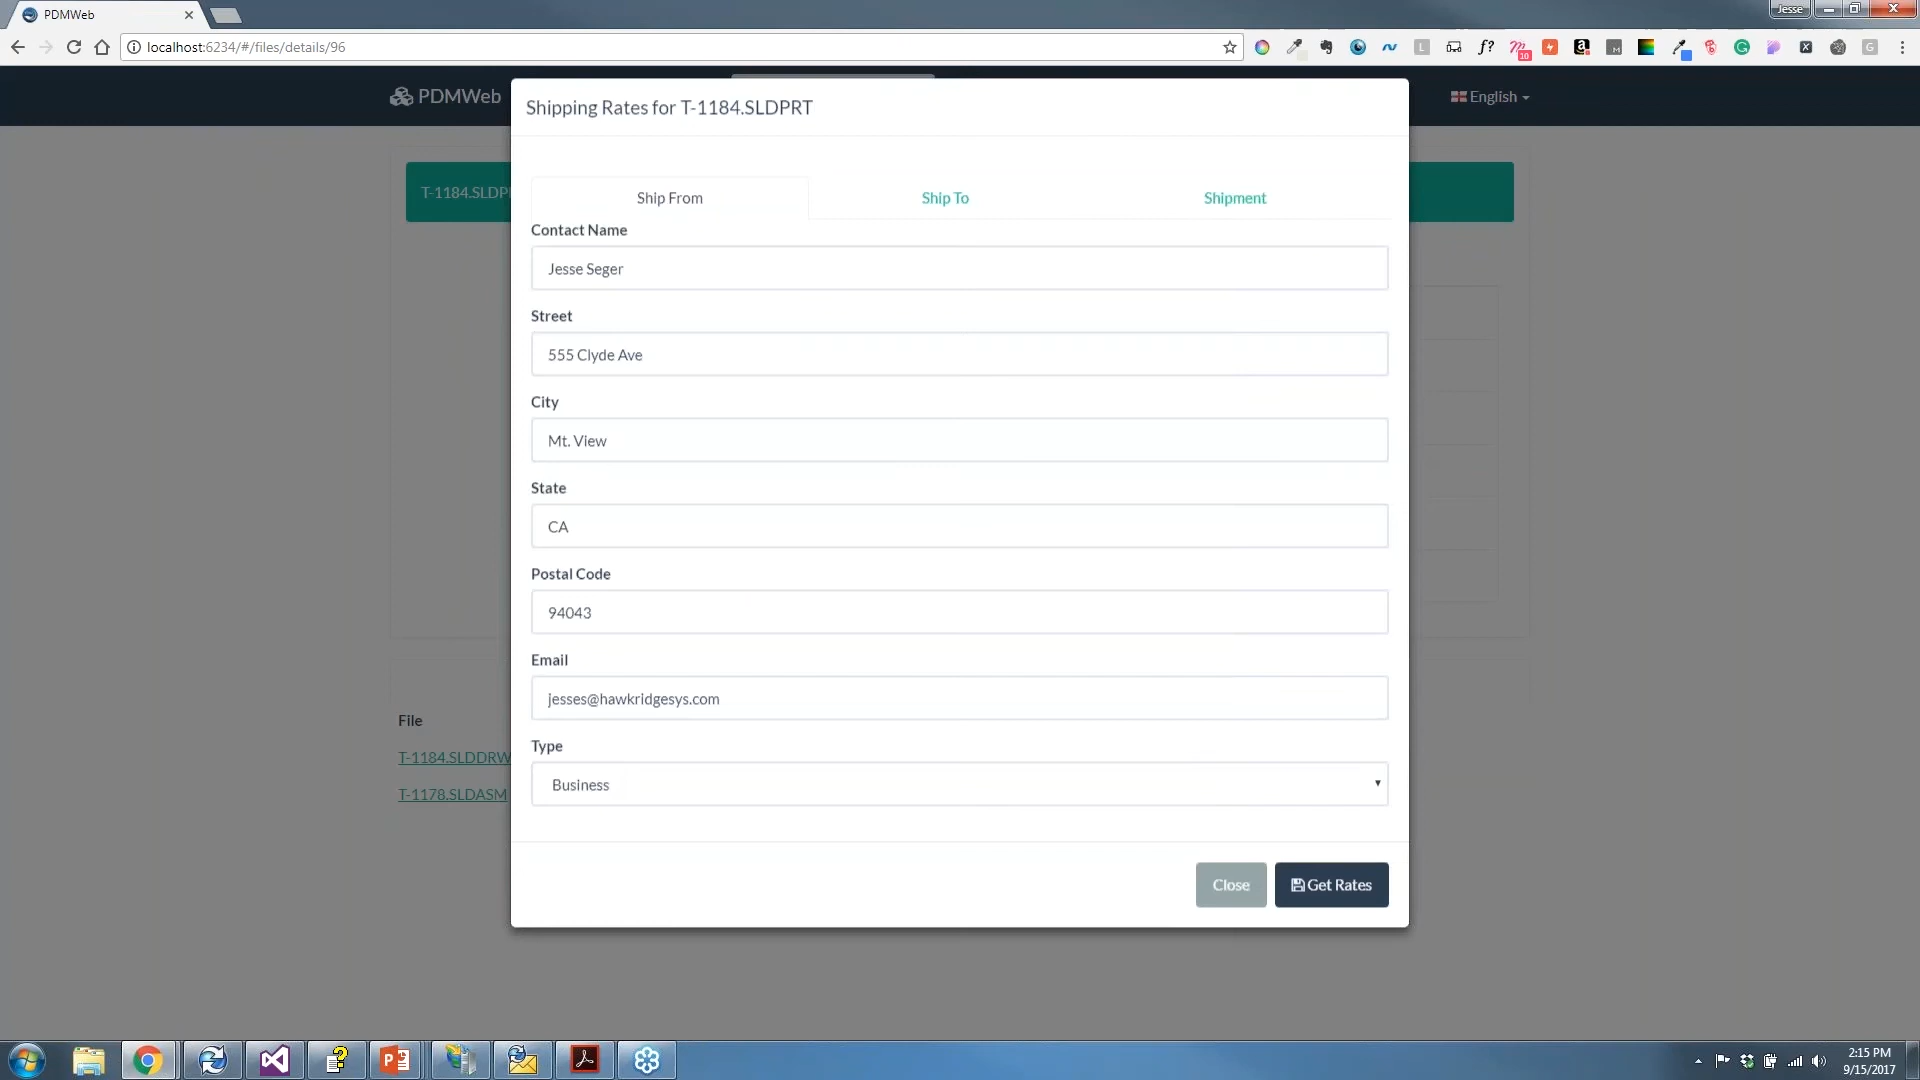 PDMWeb
Jesse
localhost:6234/#/files/details/96
PDMWeb
English
Shipping Rates for T-1184.SLDPRT
T-1184.SLDP
Ship From
Ship To
Shipment
Contact Name
Jesse Seger
Street
555 Clyde Ave
City
Mt. View
State
CA
Postal Code
94043
Email
jesses@hawkridgesys.com
Type
Business
File
T-1184.SLDDRW
T-1178.SLDASM
Close
Get Rates
2:15 PM
9/15/2017